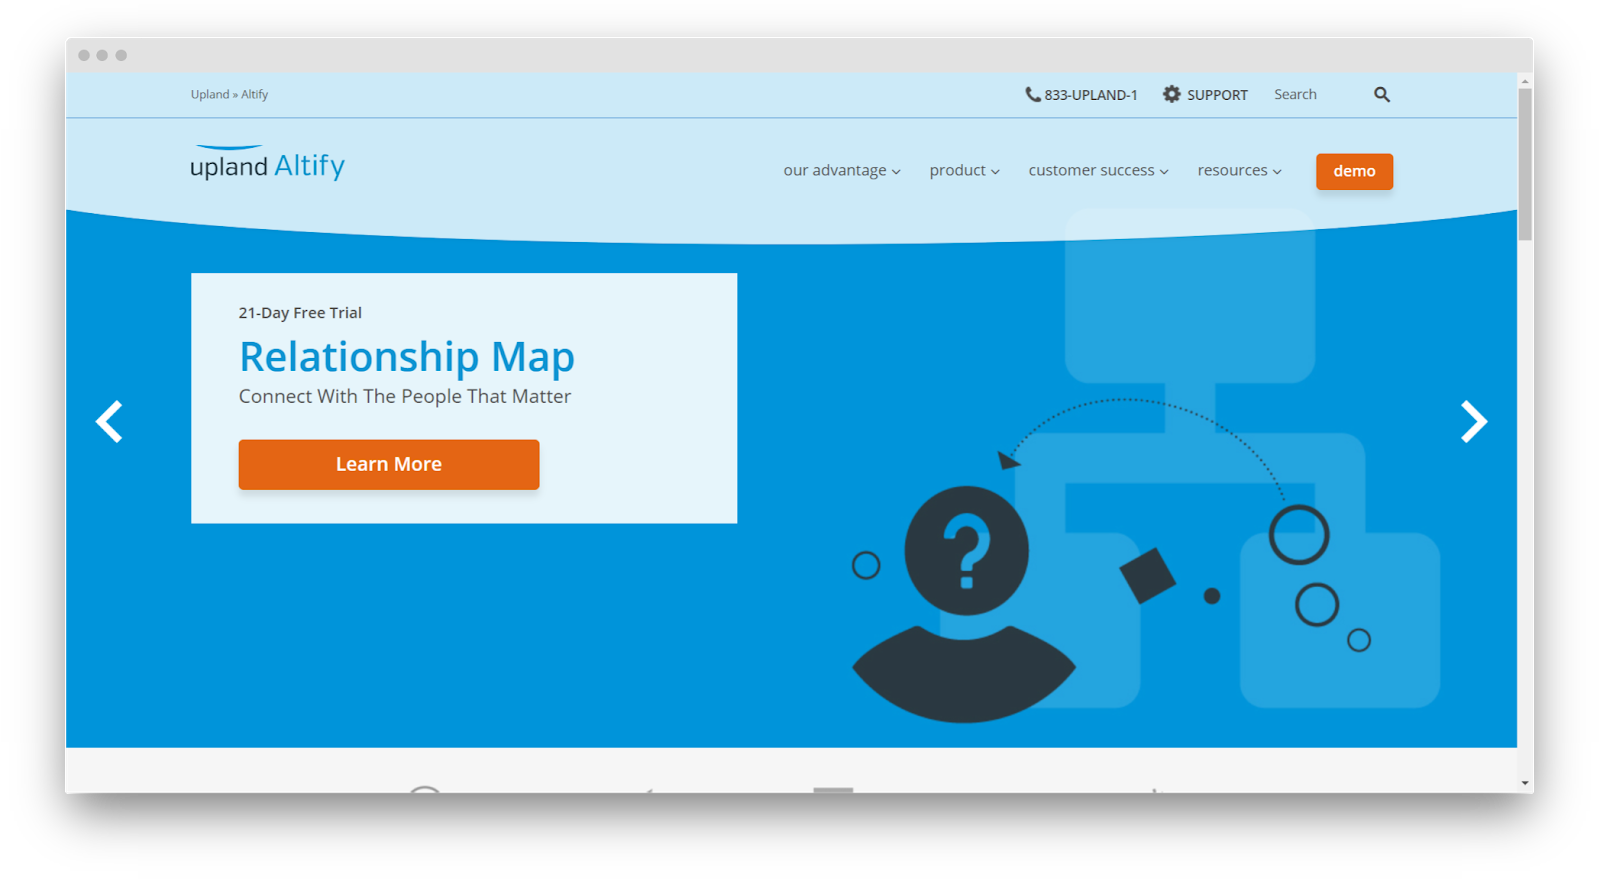 Upland » Altify
833-UPLAND-1 SUPPORT Search
upland Altify
our advantage product customer success resources demo
21-Day Free Trial
Relationship Map
Connect With The People That Matter
Learn More
?